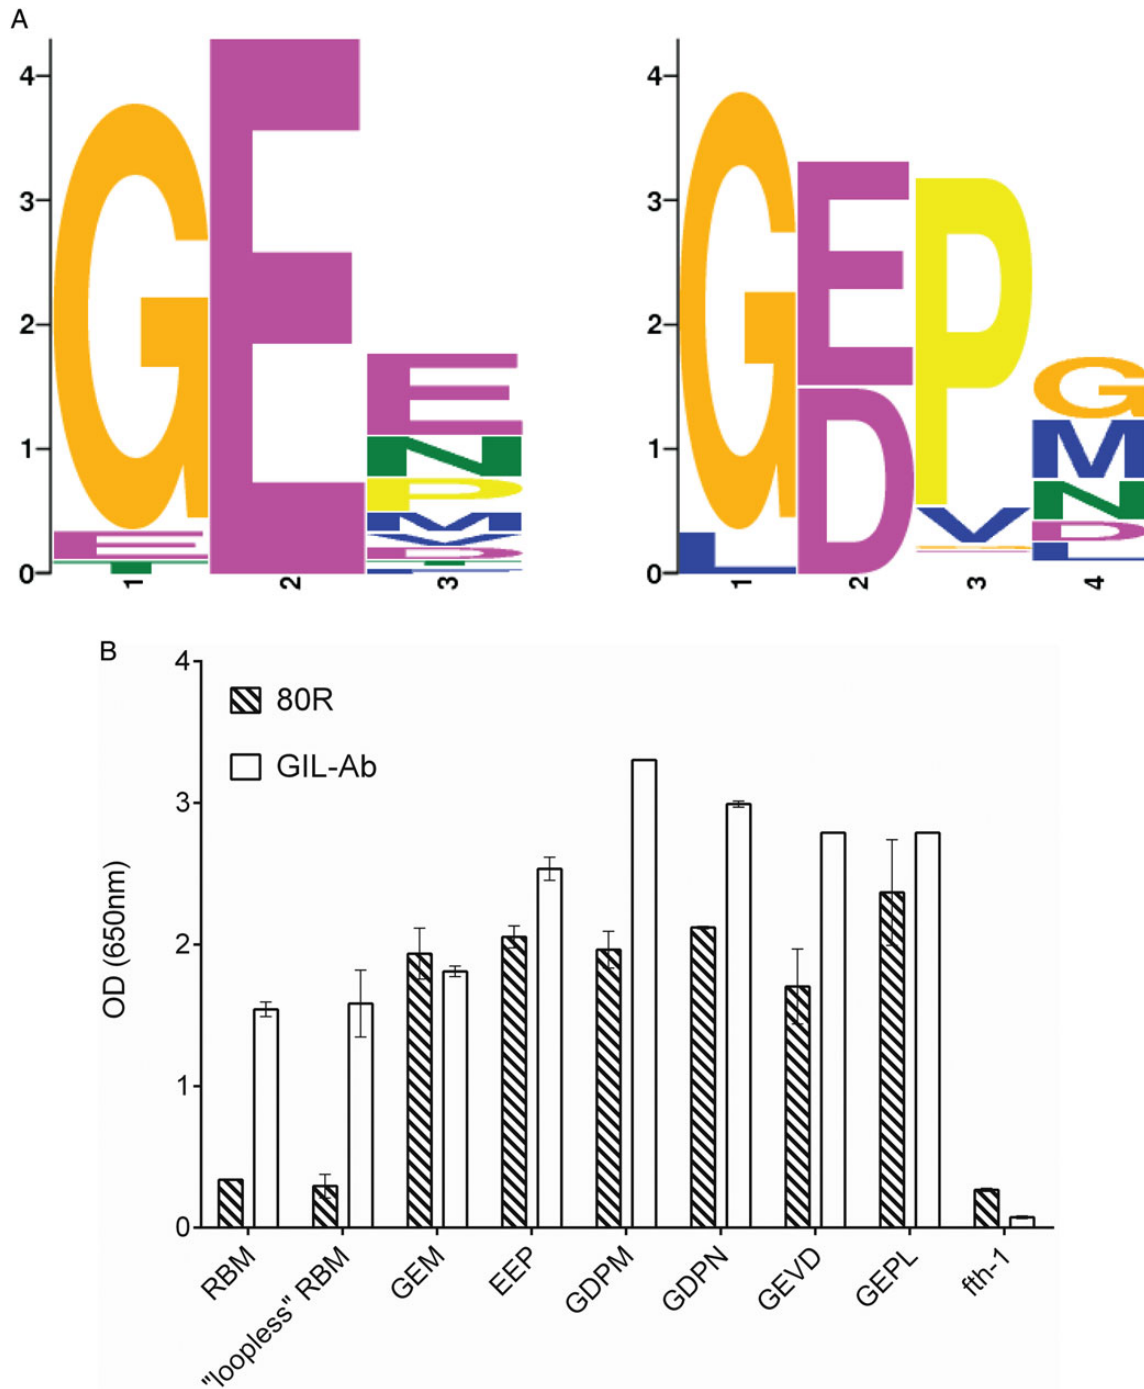 A
4
3
2
1
0
G
E
T
E
E
N
P
M
V
D
T
L
1
2
3
4
3
2
1
0
G
L
E
D
P
V
G
M
N
D
L
1
2
3
4
B
80R
GIL-Ab
OD (650nm)
4
3
2
1
0
RBM
"loopless" RBM
GEM
EEP
GDPM
GDPN
GEVD
GEPL
fth-1